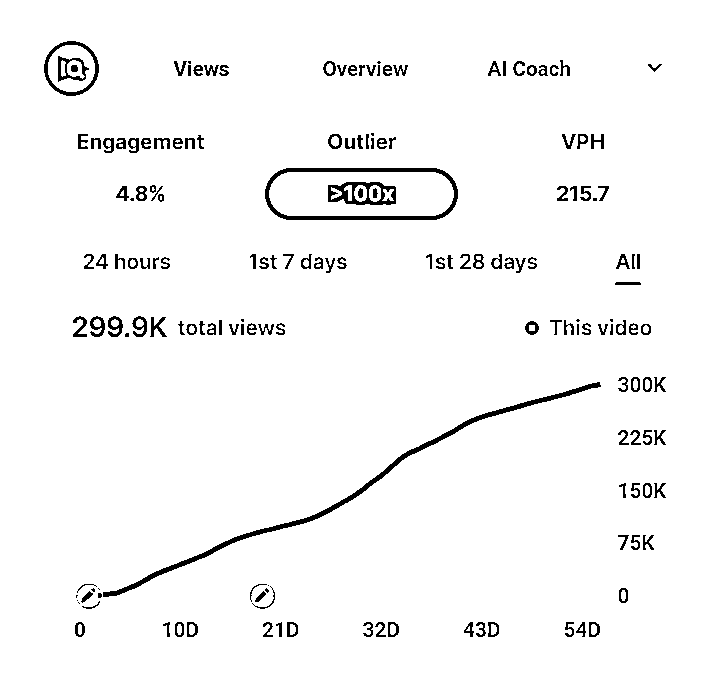 Views Overview AI Coach
Engagement Outlier VPH
4.8% >100x 215.7
24 hours 1st 7 days 1st 28 days All
299.9K total views This video
300K
225K
150K
75K
0
0 10D 21D 32D 43D 54D